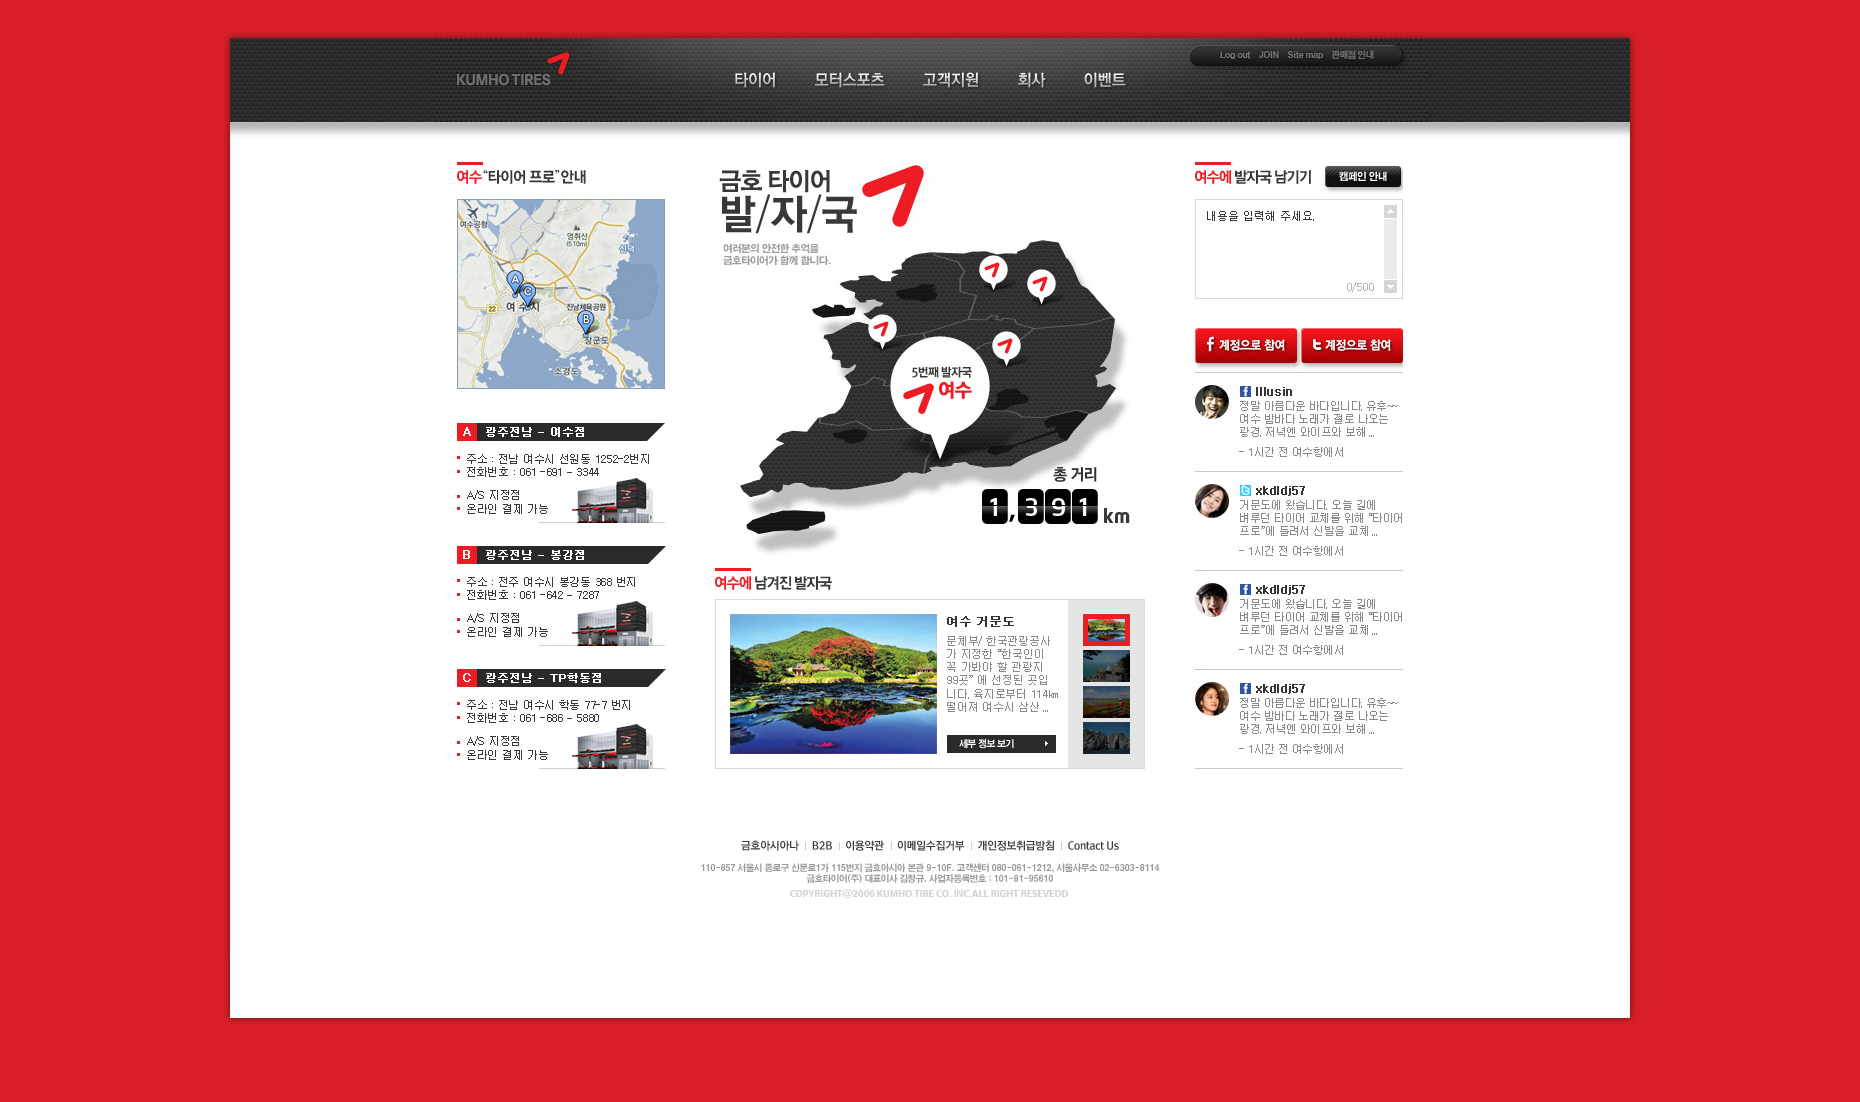 KUMHO TIRES
타이어 모터스포츠 고객지원 회사 이벤트
Log out JOIN Site map 판매점 안내
여수 “타이어 프로” 안내
여수공항
영취산
(510m)
신덕
A
C
여수시
22
진남체육공원
B
장군도
소경도
A 광주전남 - 여수점
주소 : 전남 여수시 선원동 1252-2번지
전화번호 : 061-691 - 3344
A/S 지정점
온라인 결제 가능
B 광주전남 - 봉강점
주소 : 전주 여수시 봉강동 368 번지
전화번호 : 061-642 - 7287
A/S 지정점
온라인 결제 가능
C 광주전남 - TP학동점
주소 : 전남 여수시 학동 77-7 번지
전화번호 : 061-686 - 5880
A/S 지정점
온라인 결제 가능
금호 타이어
발/자/국
여러분의 안전한 추억을
금호타이어가 함께 합니다.
5번째 발자국
여수
총 거리
1,391 km
여수에 남겨진 발자국
여수 거문도
문체부/ 한국관광공사
가 지정한 “한국인이
꼭 가봐야 할 관광지
99곳” 에 선정된 곳입
니다. 육지로부터 114km
떨어져 여수시 삼산 ...
세부 정보 보기
여수에 발자국 남기기
캠페인 안내
내용을 입력해 주세요.
0/500
f 계정으로 참여
t 계정으로 참여
Illusin
정말 아름다운 바다입니다. 유후~~
여수 밤바다 노래가 절로 나오는
광경. 저녁엔 와이프와 보해 ...
- 1시간 전 여수항에서
xkdldj57
거문도에 왔습니다. 오늘 길에
벼루던 타이어 교체를 위해 “타이어
프로”에 들려서 신발을 교체 ...
- 1시간 전 여수항에서
xkdldj57
거문도에 왔습니다. 오늘 길에
벼루던 타이어 교체를 위해 “타이어
프로”에 들려서 신발을 교체 ...
- 1시간 전 여수항에서
xkdldj57
정말 아름다운 바다입니다. 유후~~
여수 밤바다 노래가 절로 나오는
광경. 저녁엔 와이프와 보해 ...
- 1시간 전 여수항에서
금호아시아나 | B2B | 이용약관 | 이메일수집거부 | 개인정보취급방침 | Contact Us
110-857 서울시 종로구 신문로1가 115번지 금호아시아 본관 9-10F. 고객센터 080-061-1212, 서울사무소 02-6303-8114
금호타이어(주) 대표이사 김창규. 사업자등록번호 : 101-81-95610
COPYRIGHT@2006 KUMHO TIRE CO. INC.ALL RIGHT RESEVEDD